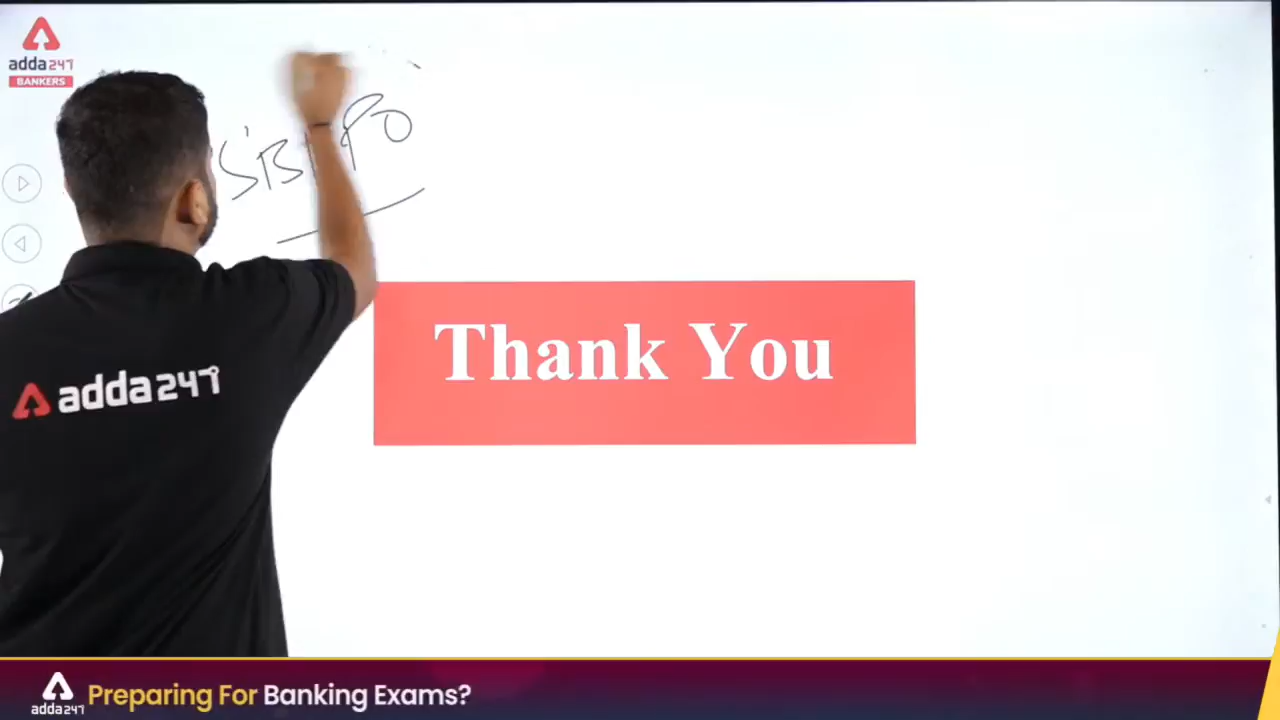 adda247
BANKERS
SBI PO
Thank You
adda247
adda247
Preparing For Banking Exams?